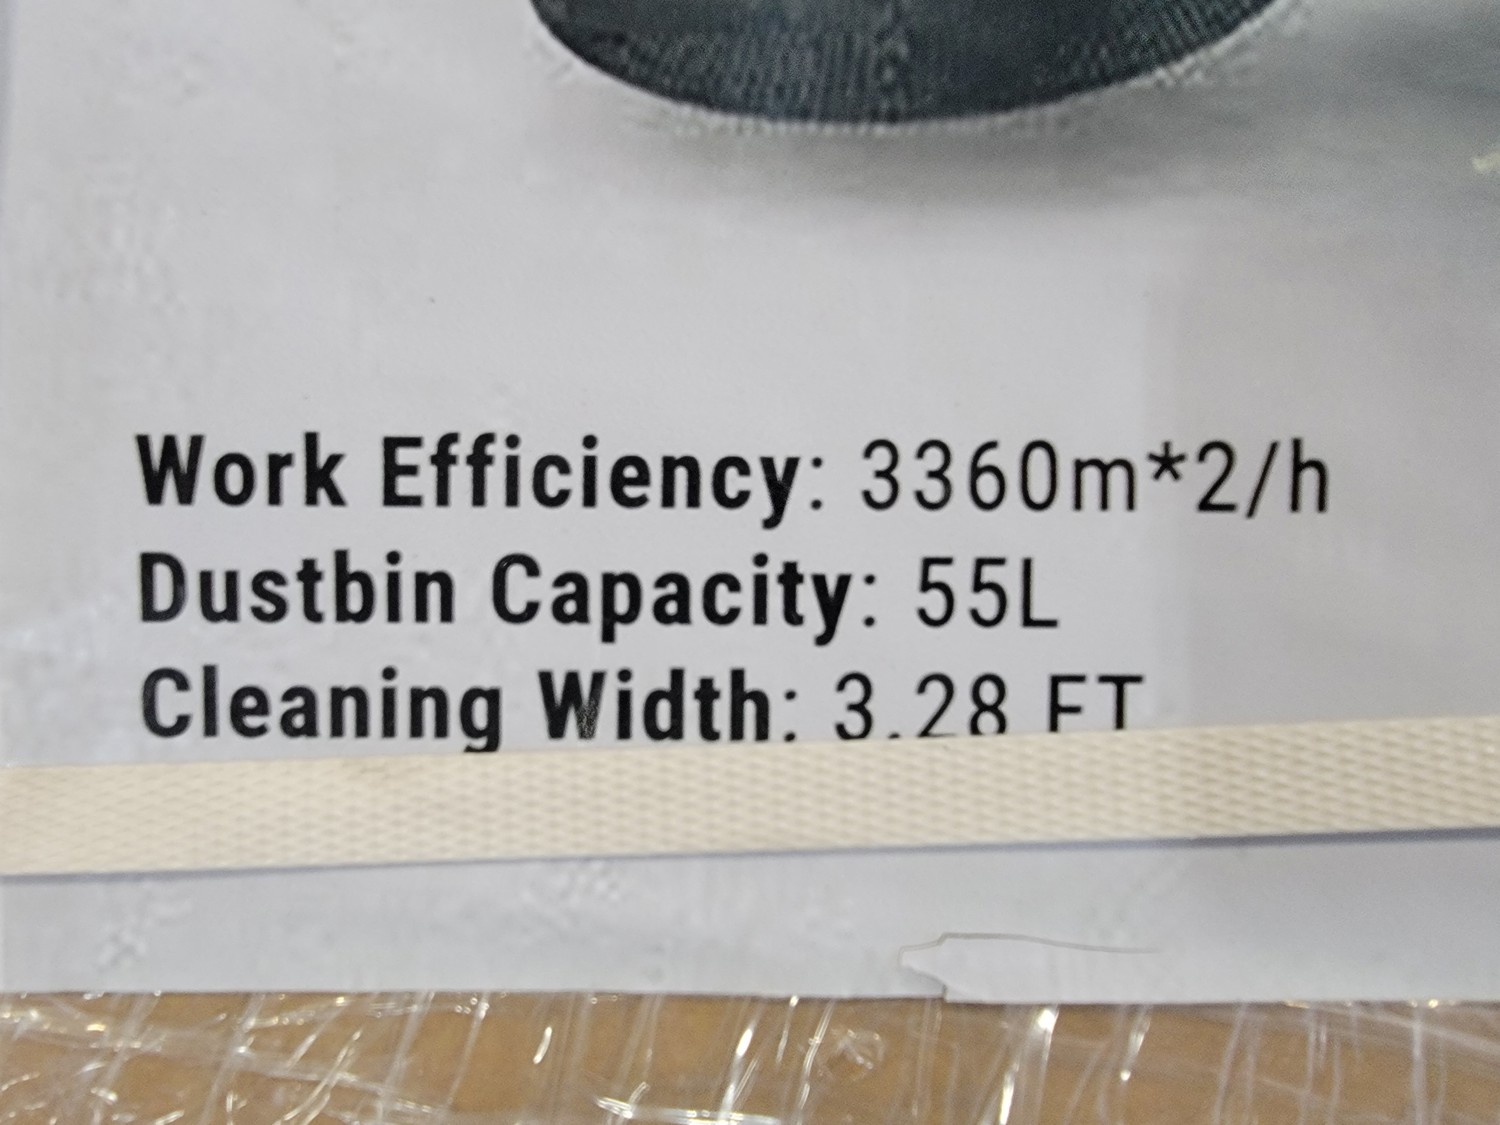 Work Efficiency: 3360m*2/h
Dustbin Capacity: 55L
Cleaning Width: 3.28 FT